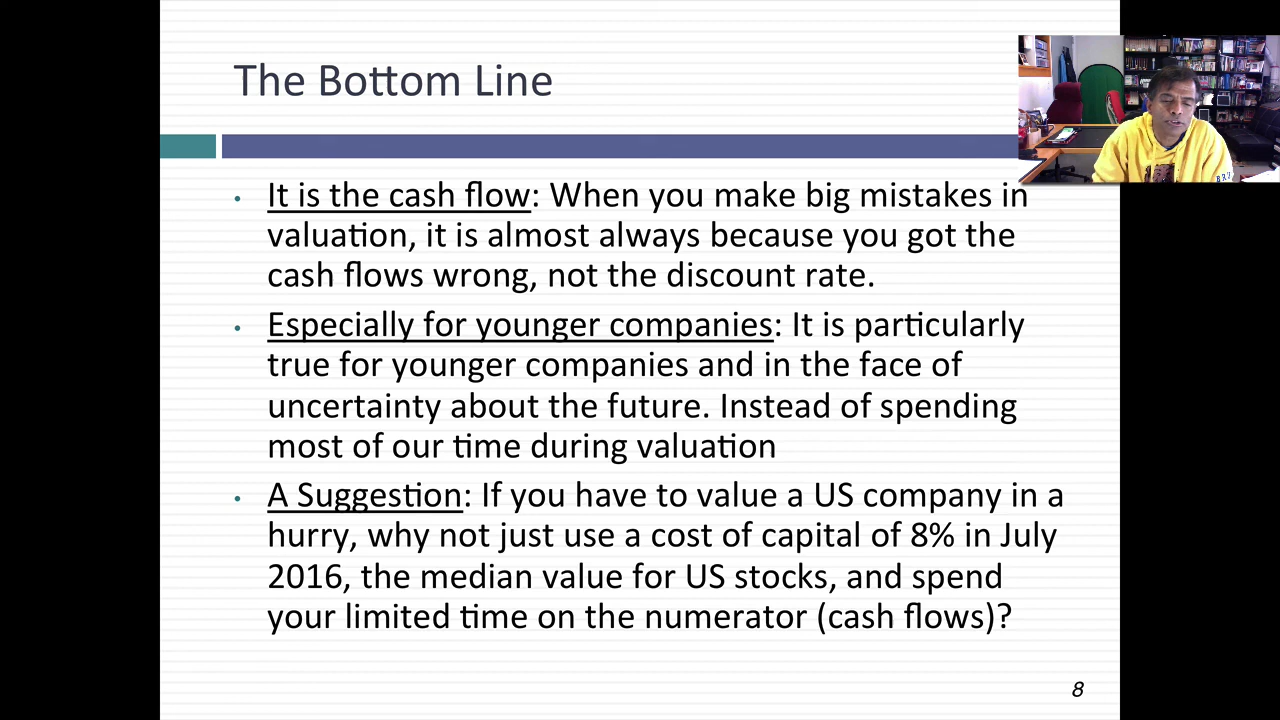 The Bottom Line
• It is the cash flow: When you make big mistakes in
valuation, it is almost always because you got the
cash flows wrong, not the discount rate.
• Especially for younger companies: It is particularly
true for younger companies and in the face of
uncertainty about the future. Instead of spending
most of our time during valuation
• A Suggestion: If you have to value a US company in a
hurry, why not just use a cost of capital of 8% in July
2016, the median value for US stocks, and spend
your limited time on the numerator (cash flows)?
8